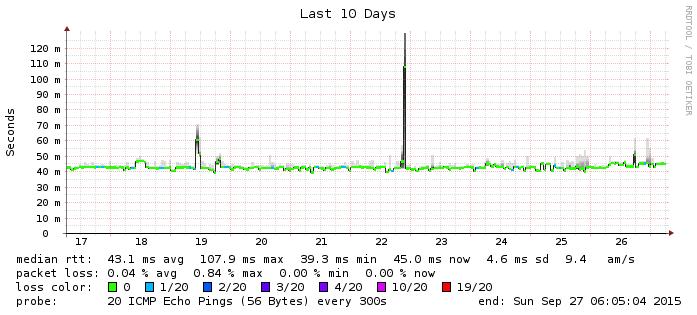 Last 10 Days
RRDTOOL / TOBI OETIKER
Seconds
120 m
110 m
100 m
90 m
80 m
70 m
60 m
50 m
40 m
30 m
20 m
10 m
0
17 18 19 20 21 22 23 24 25 26
median rtt: 43.1 ms avg 107.9 ms max 39.3 ms min 45.0 ms now 4.6 ms sd 9.4 am/s
packet loss: 0.04 % avg 0.84 % max 0.00 % min 0.00 % now
loss color: 0 1/20 2/20 3/20 4/20 10/20 19/20
probe: 20 ICMP Echo Pings (56 Bytes) every 300s end: Sun Sep 27 06:05:04 2015